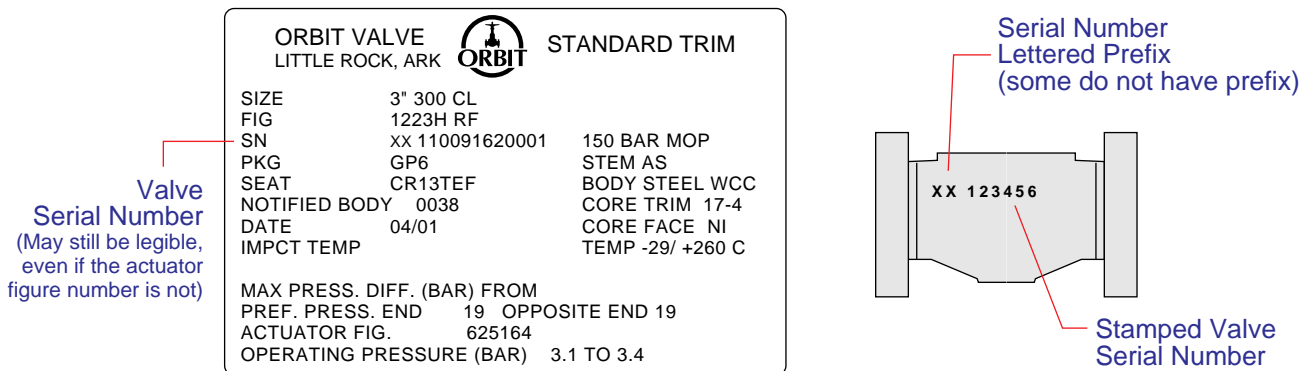 ORBIT VALVE
LITTLE ROCK, ARK
ORBIT
STANDARD TRIM
SIZE 3" 300 CL
FIG 1223H RF
SN XX 110091620001 150 BAR MOP
PKG GP6 STEM AS
SEAT CR13TEF BODY STEEL WCC
NOTIFIED BODY 0038 CORE TRIM 17-4
DATE 04/01 CORE FACE NI
IMPCT TEMP TEMP -29/ +260 C
MAX PRESS. DIFF. (BAR) FROM
PREF. PRESS. END 19 OPPOSITE END 19
ACTUATOR FIG. 625164
OPERATING PRESSURE (BAR) 3.1 TO 3.4
Valve
Serial Number
(May still be legible,
even if the actuator
figure number is not)
Serial Number
Lettered Prefix
(some do not have prefix)
XX 123456
Stamped Valve
Serial Number